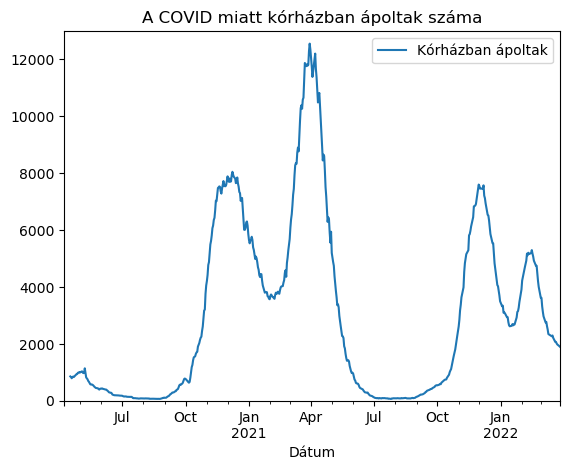 A COVID miatt kórházban ápoltak száma
Kórházban ápoltak
12000
10000
8000
6000
4000
2000
0
Jul
Oct
Jan
2021
Apr
Jul
Oct
Jan
2022
Dátum